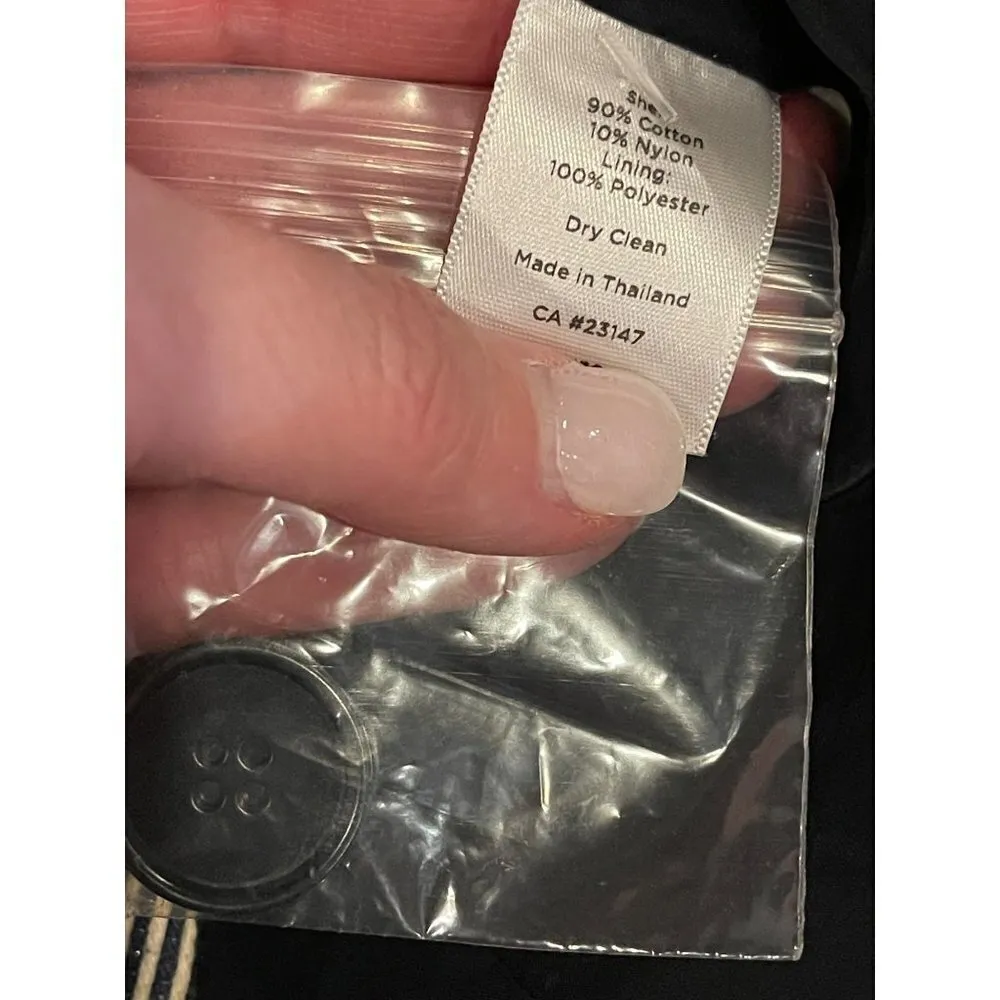 90% Cotton
10% Nylon
Lining:
100% Polyester
Dry Clean
Made in Thailand
CA #23147